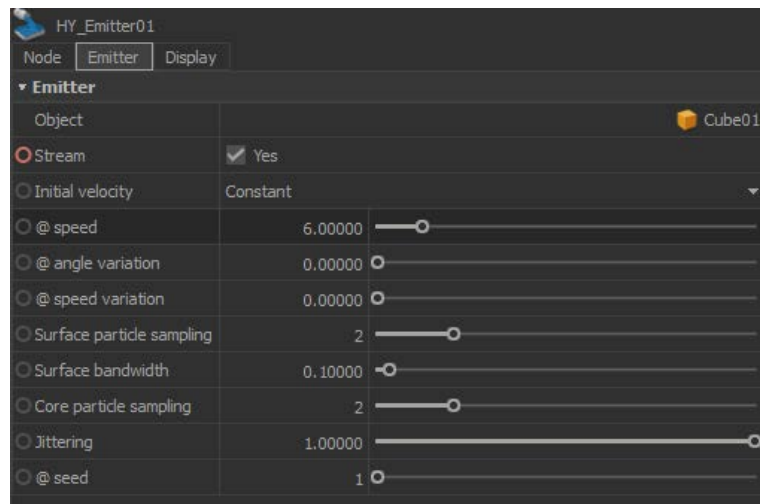 HY_Emitter01
Node Emitter Display
Emitter
Object Cube01
Stream Yes
Initial velocity Constant
@ speed 6.00000
@ angle variation 0.00000
@ speed variation 0.00000
Surface particle sampling 2
Surface bandwidth 0.10000
Core particle sampling 2
Jittering 1.00000
@ seed 1